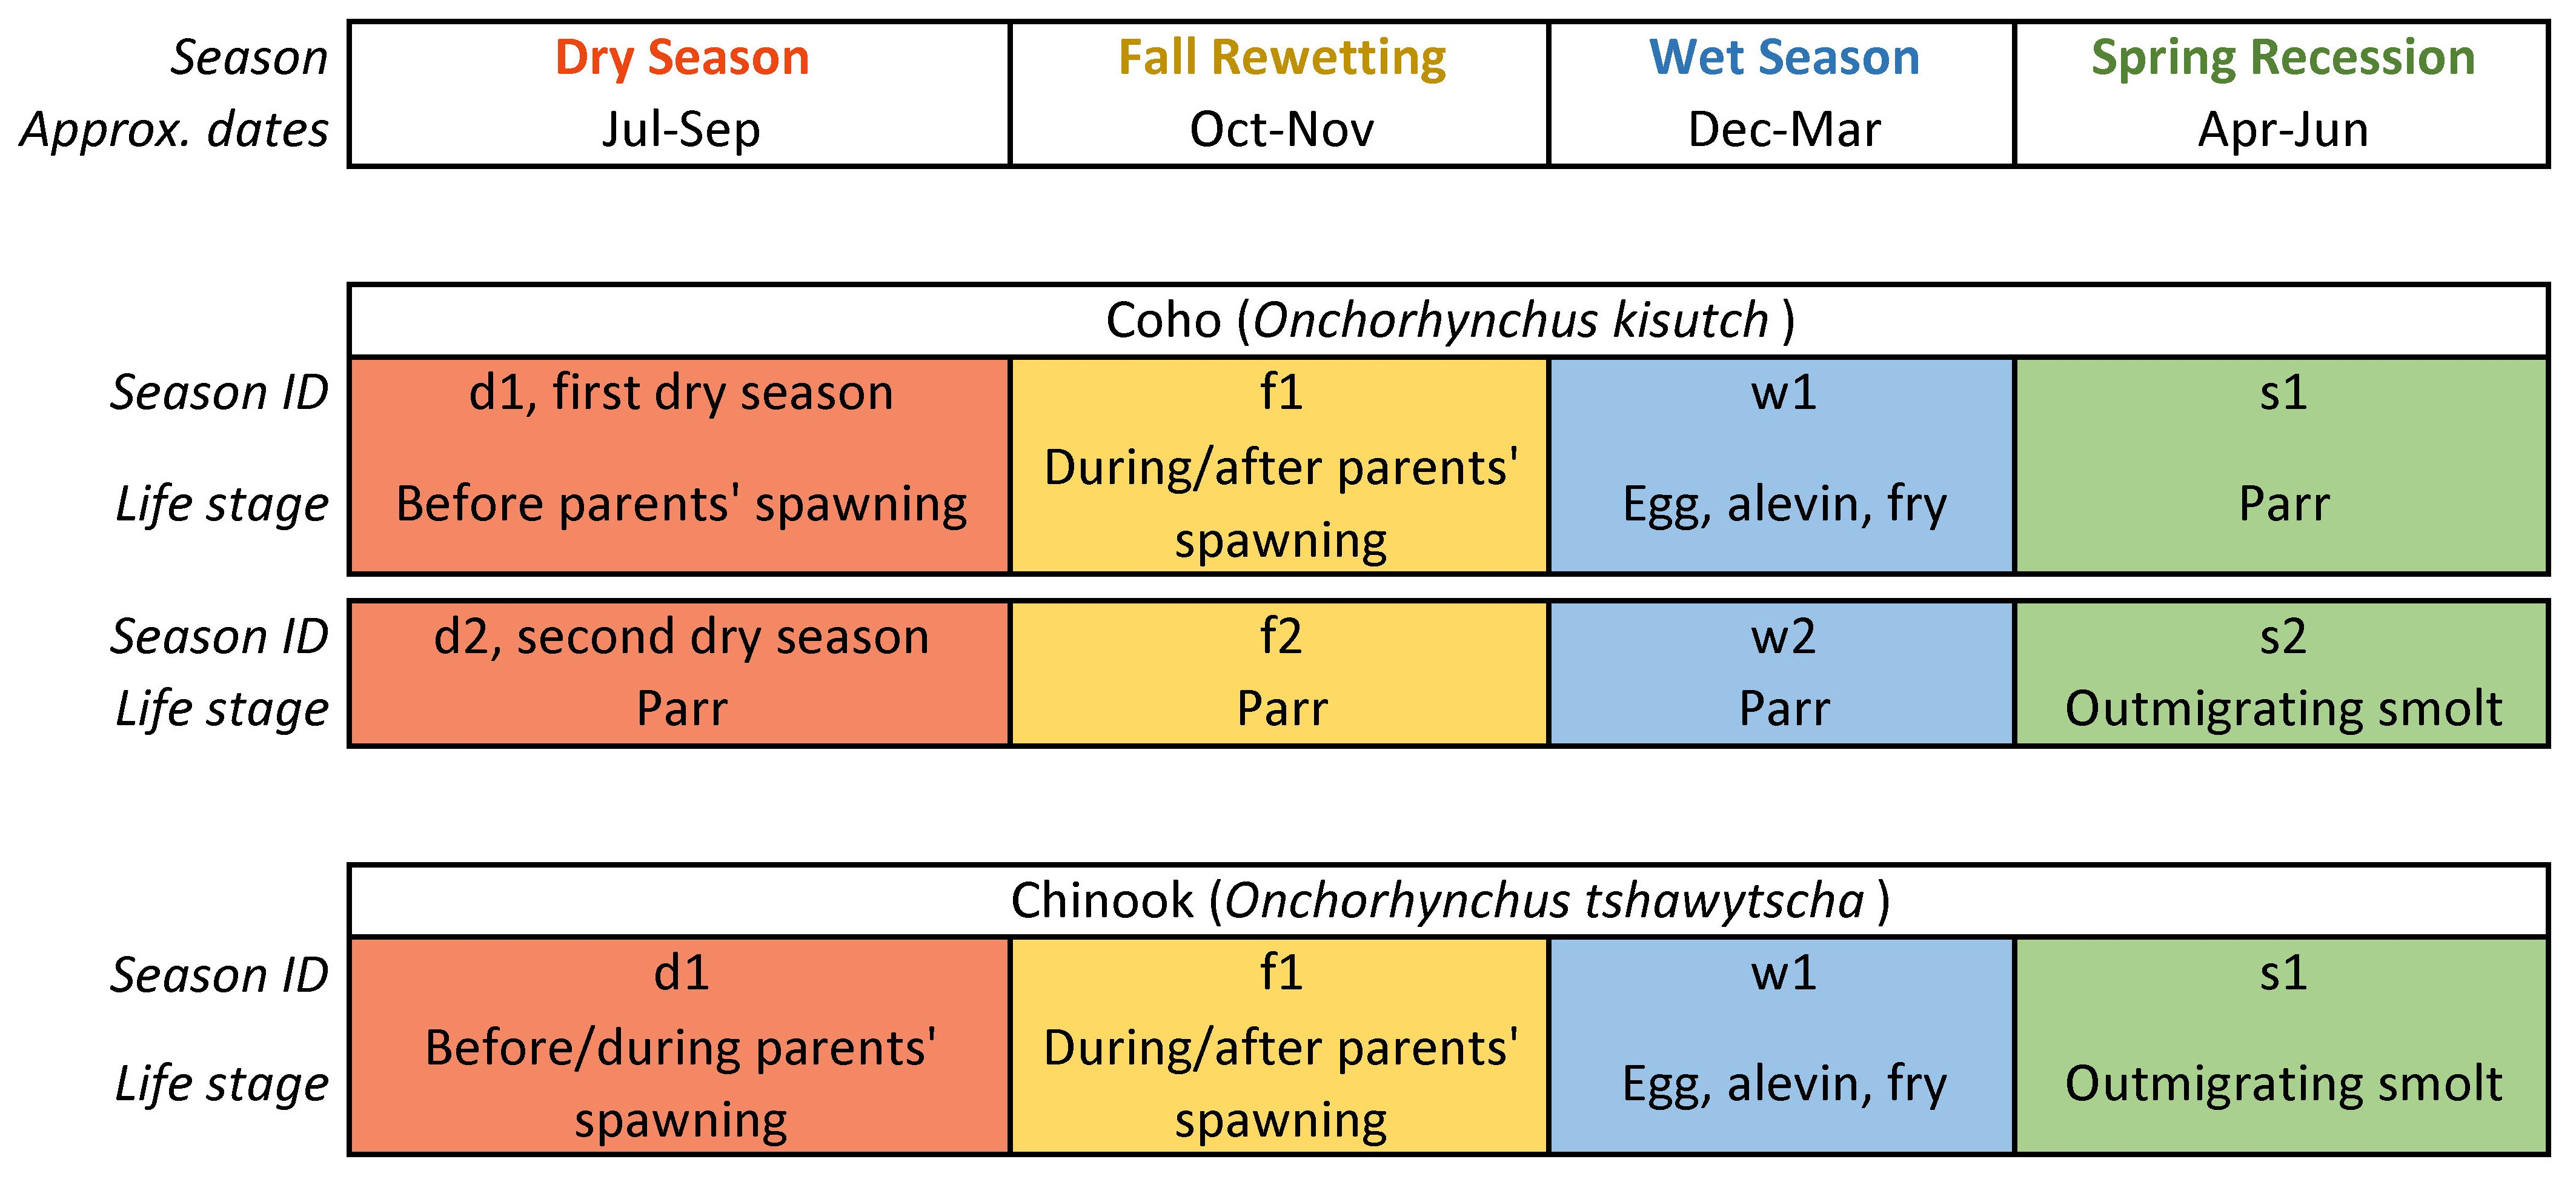 Season Dry Season Fall Rewetting Wet Season Spring Recession
Approx. dates Jul-Sep Oct-Nov Dec-Mar Apr-Jun
Coho (Onchorhynchus kisutch )
Season ID d1, first dry season f1 w1 s1
Life stage Before parents' spawning During/after parents' spawning Egg, alevin, fry Parr
Season ID d2, second dry season f2 w2 s2
Life stage Parr Parr Parr Outmigrating smolt
Chinook (Onchorhynchus tshawytscha )
Season ID d1 f1 w1 s1
Life stage Before/during parents' spawning During/after parents' spawning Egg, alevin, fry Outmigrating smolt